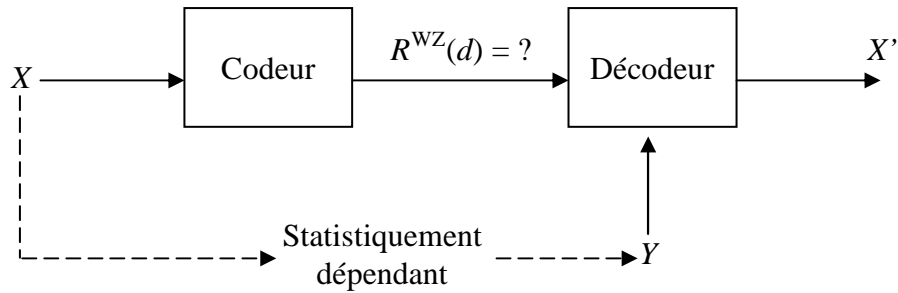 X
Codeur
R^WZ(d) = ?
Décodeur
X’
Statistiquement
dépendant
Y